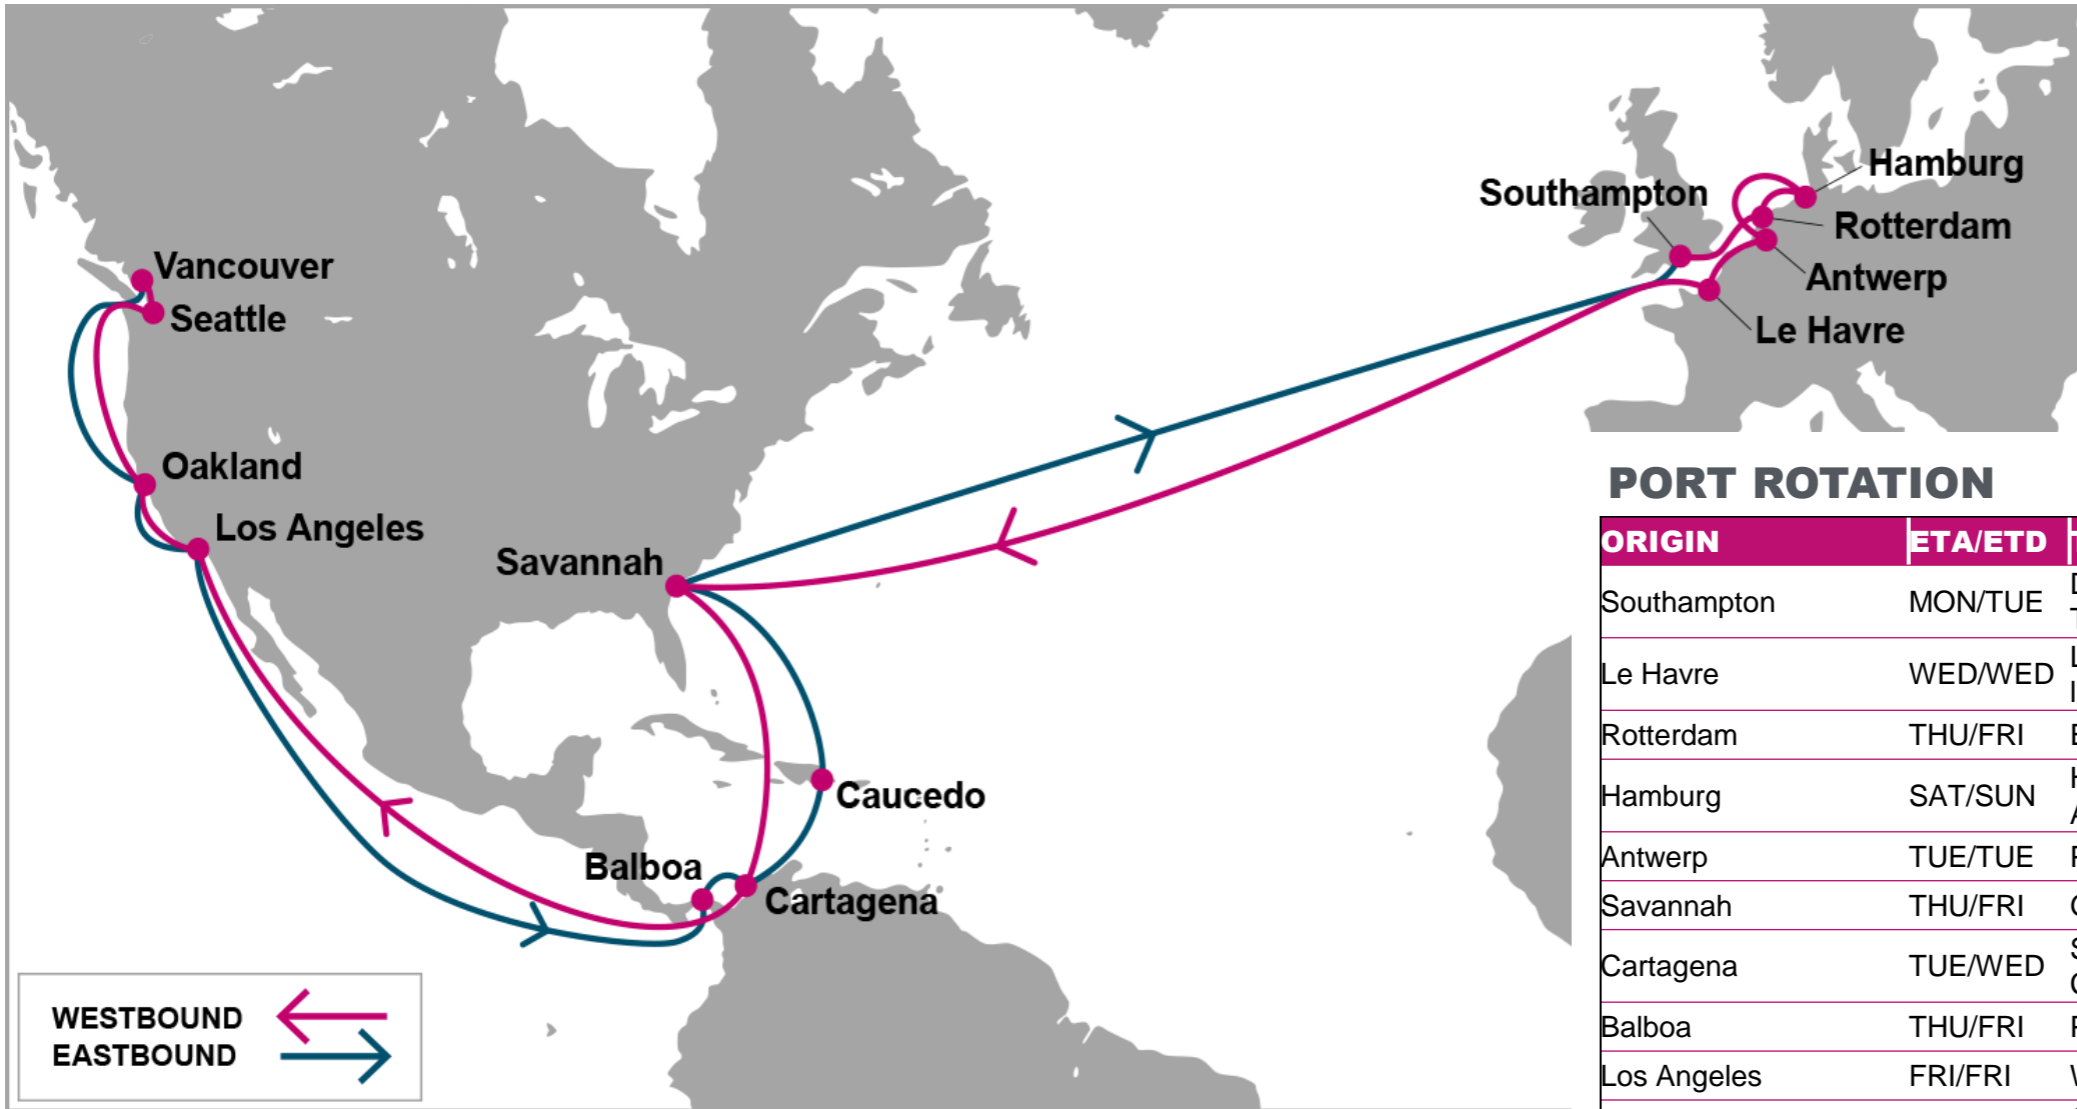 Hamburg
Southampton
Rotterdam
Antwerp
Le Havre
Vancouver
Seattle
Oakland
Los Angeles
Savannah
Caucedo
Balboa
Cartagena
WESTBOUND
EASTBOUND
PORT ROTATION
ORIGIN ETA/ETD
Southampton MON/TUE
Le Havre WED/WED
Rotterdam THU/FRI
Hamburg SAT/SUN
Antwerp TUE/TUE
Savannah THU/FRI
Cartagena TUE/WED
Balboa THU/FRI
Los Angeles FRI/FRI